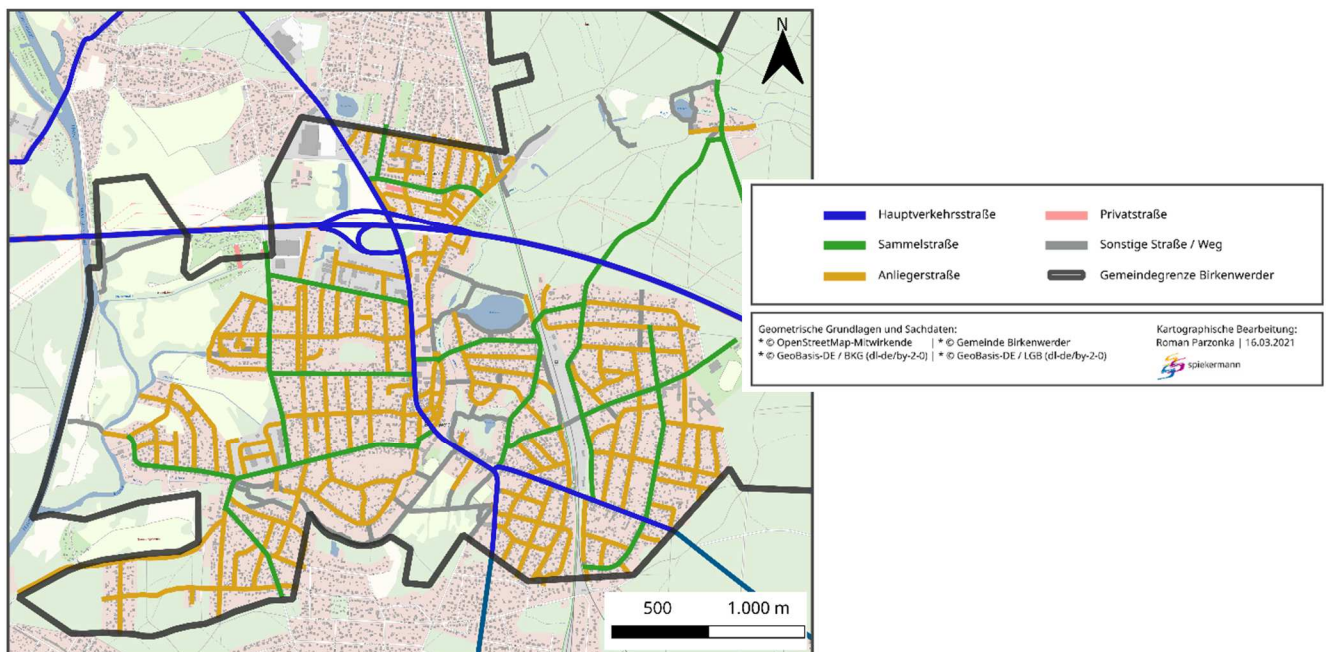 N
Hauptverkehrsstraße
Privatstraße
Sammelstraße
Sonstige Straße / Weg
Anliegerstraße
Gemeindegrenze Birkenwerder
Geometrische Grundlagen und Sachdaten:
* © OpenStreetMap-Mitwirkende | * © Gemeinde Birkenwerder
* © GeoBasis-DE / BKG (dl-de/by-2-0) | * © GeoBasis-DE / LGB (dl-de/by-2-0)
Kartographische Bearbeitung:
Roman Parzonka | 16.03.2021
spiekermann
500 1.000 m